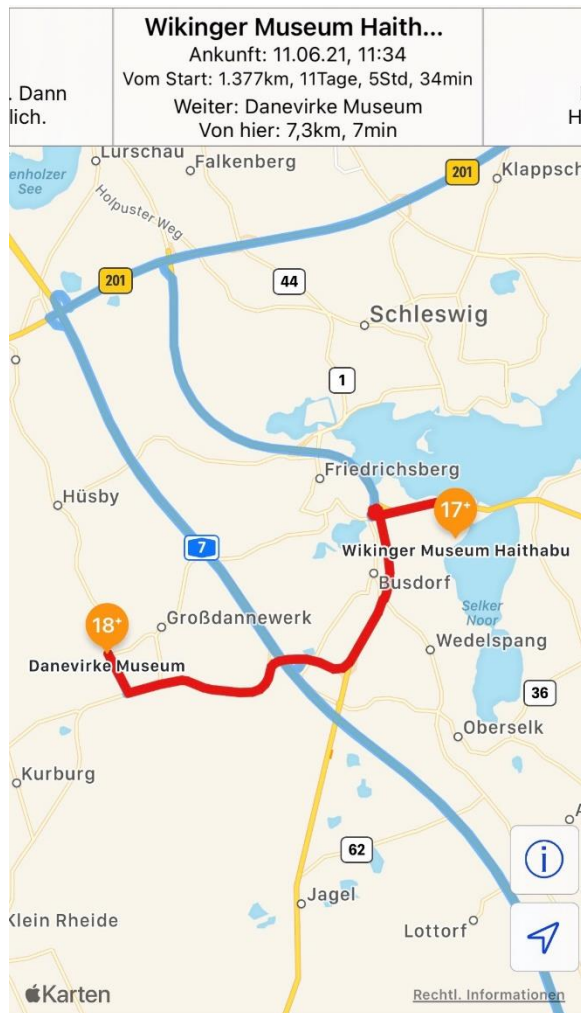 Wikinger Museum Haith...
Ankunft: 11.06.21, 11:34
Vom Start: 1.377km, 11Tage, 5Std, 34min
Weiter: Danevirke Museum
Von hier: 7,3km, 7min
. Dann
lich.
H
Lurschau
Falkenberg
201
Klappsch
enholzer
See
Holpuster Weg
201
44
Schleswig
1
Friedrichsberg
Hüsby
17+
Wikinger Museum Haithabu
7
Busdorf
Selker
Noor
18+
Großdannewerk
Wedelspang
Danevirke Museum
36
Oberselk
Kurburg
A
62
i
Jagel
Klein Rheide
Lottorf
Karten
Rechtl. Informationen